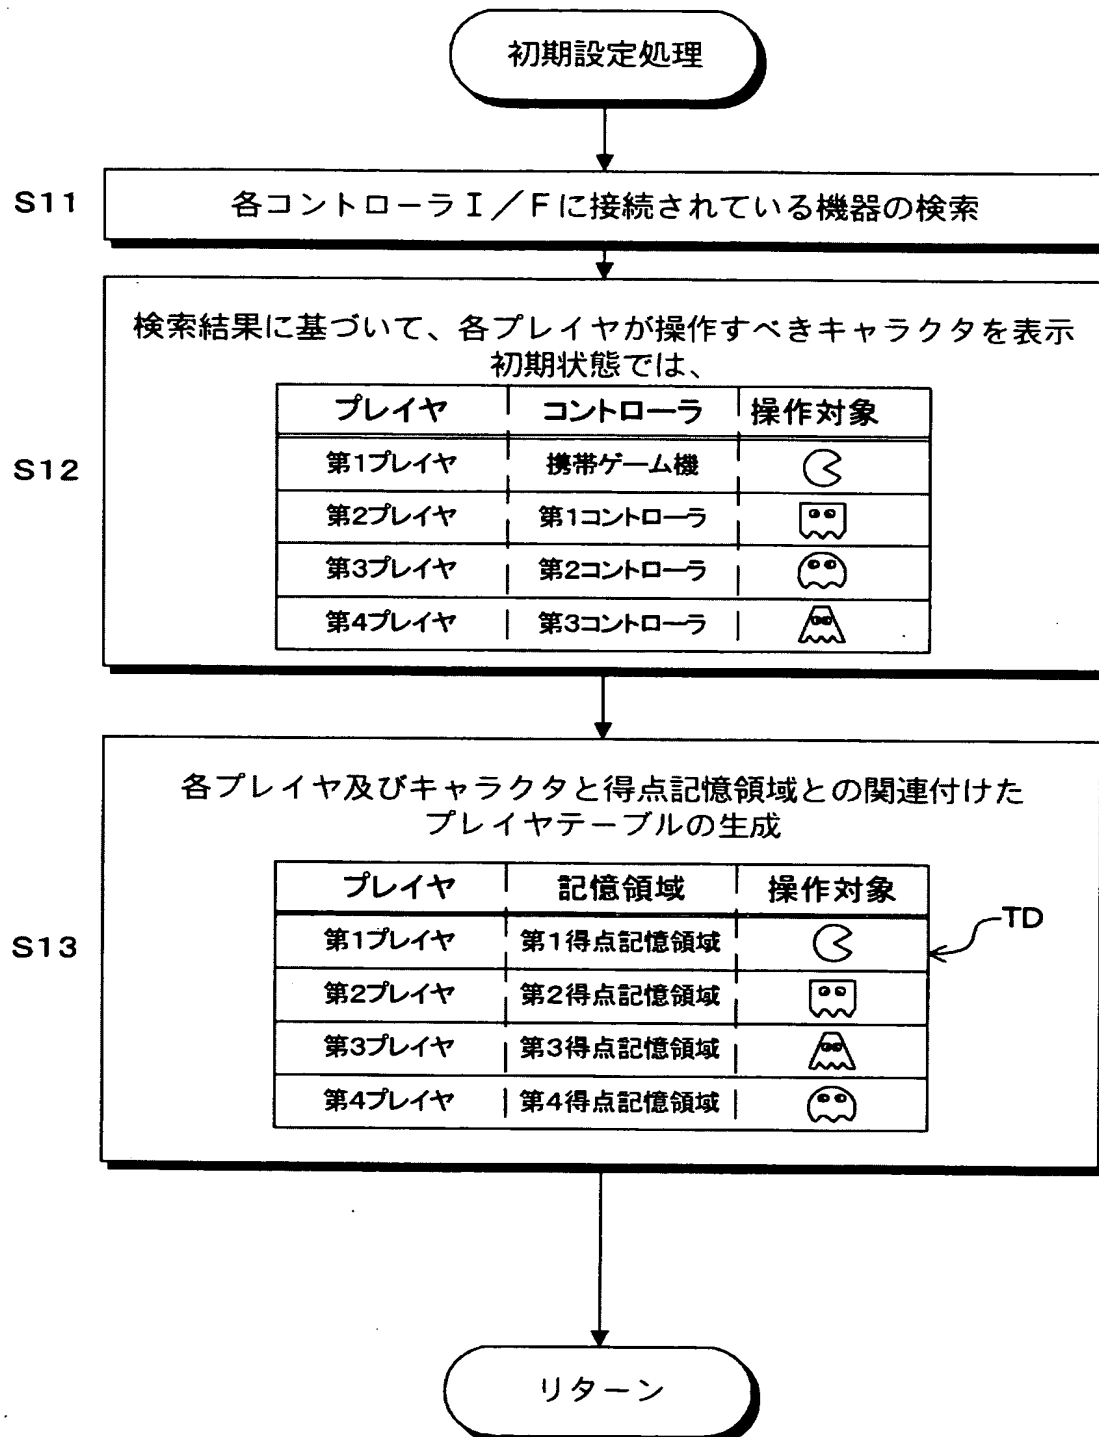 初期設定処理
S11
各コントローラI／Fに接続されている機器の検索
S12
検索結果に基づいて、各プレイヤが操作すべきキャラクタを表示
初期状態では、
プレイヤ コントローラ 操作対象
第1プレイヤ 携帯ゲーム機
第2プレイヤ 第1コントローラ
第3プレイヤ 第2コントローラ
第4プレイヤ 第3コントローラ
S13
各プレイヤ及びキャラクタと得点記憶領域との関連付けた
プレイヤテーブルの生成
プレイヤ 記憶領域 操作対象
TD
第1プレイヤ 第1得点記憶領域
第2プレイヤ 第2得点記憶領域
第3プレイヤ 第3得点記憶領域
第4プレイヤ 第4得点記憶領域
リターン